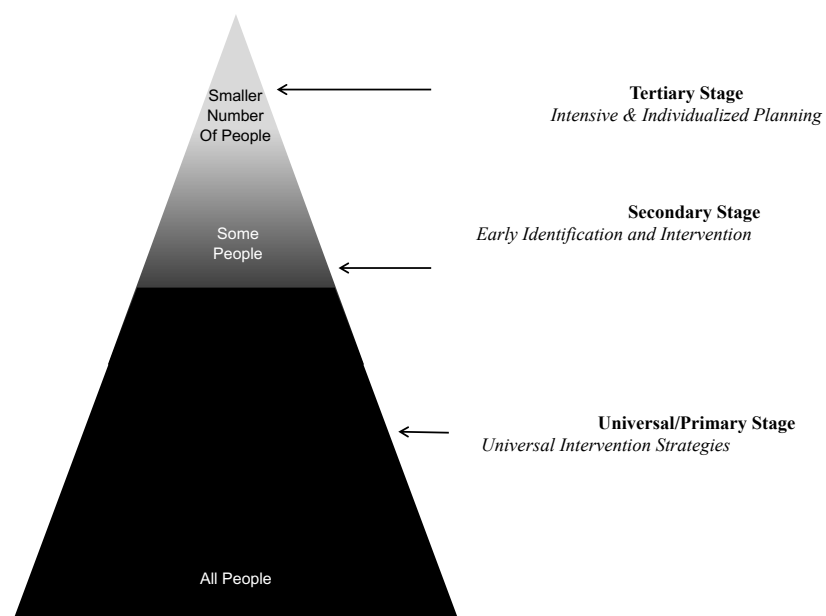 Smaller
Number
Of People
Tertiary Stage
Intensive & Individualized Planning
Some
People
Secondary Stage
Early Identification and Intervention
Universal/Primary Stage
Universal Intervention Strategies
All People